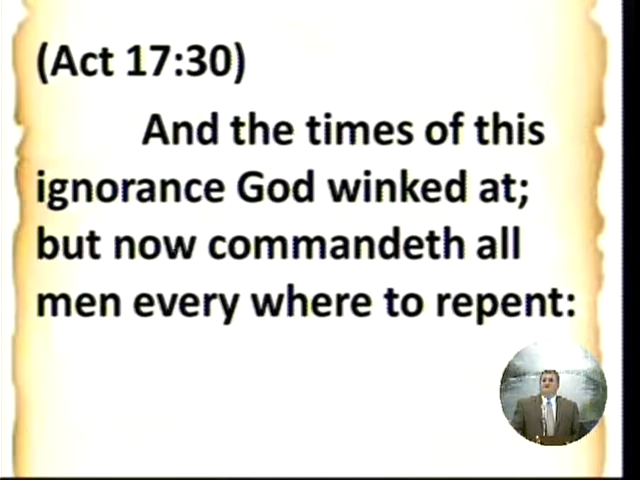 (Act 17:30)
And the times of this
ignorance God winked at;
but now commandeth all
men every where to repent: